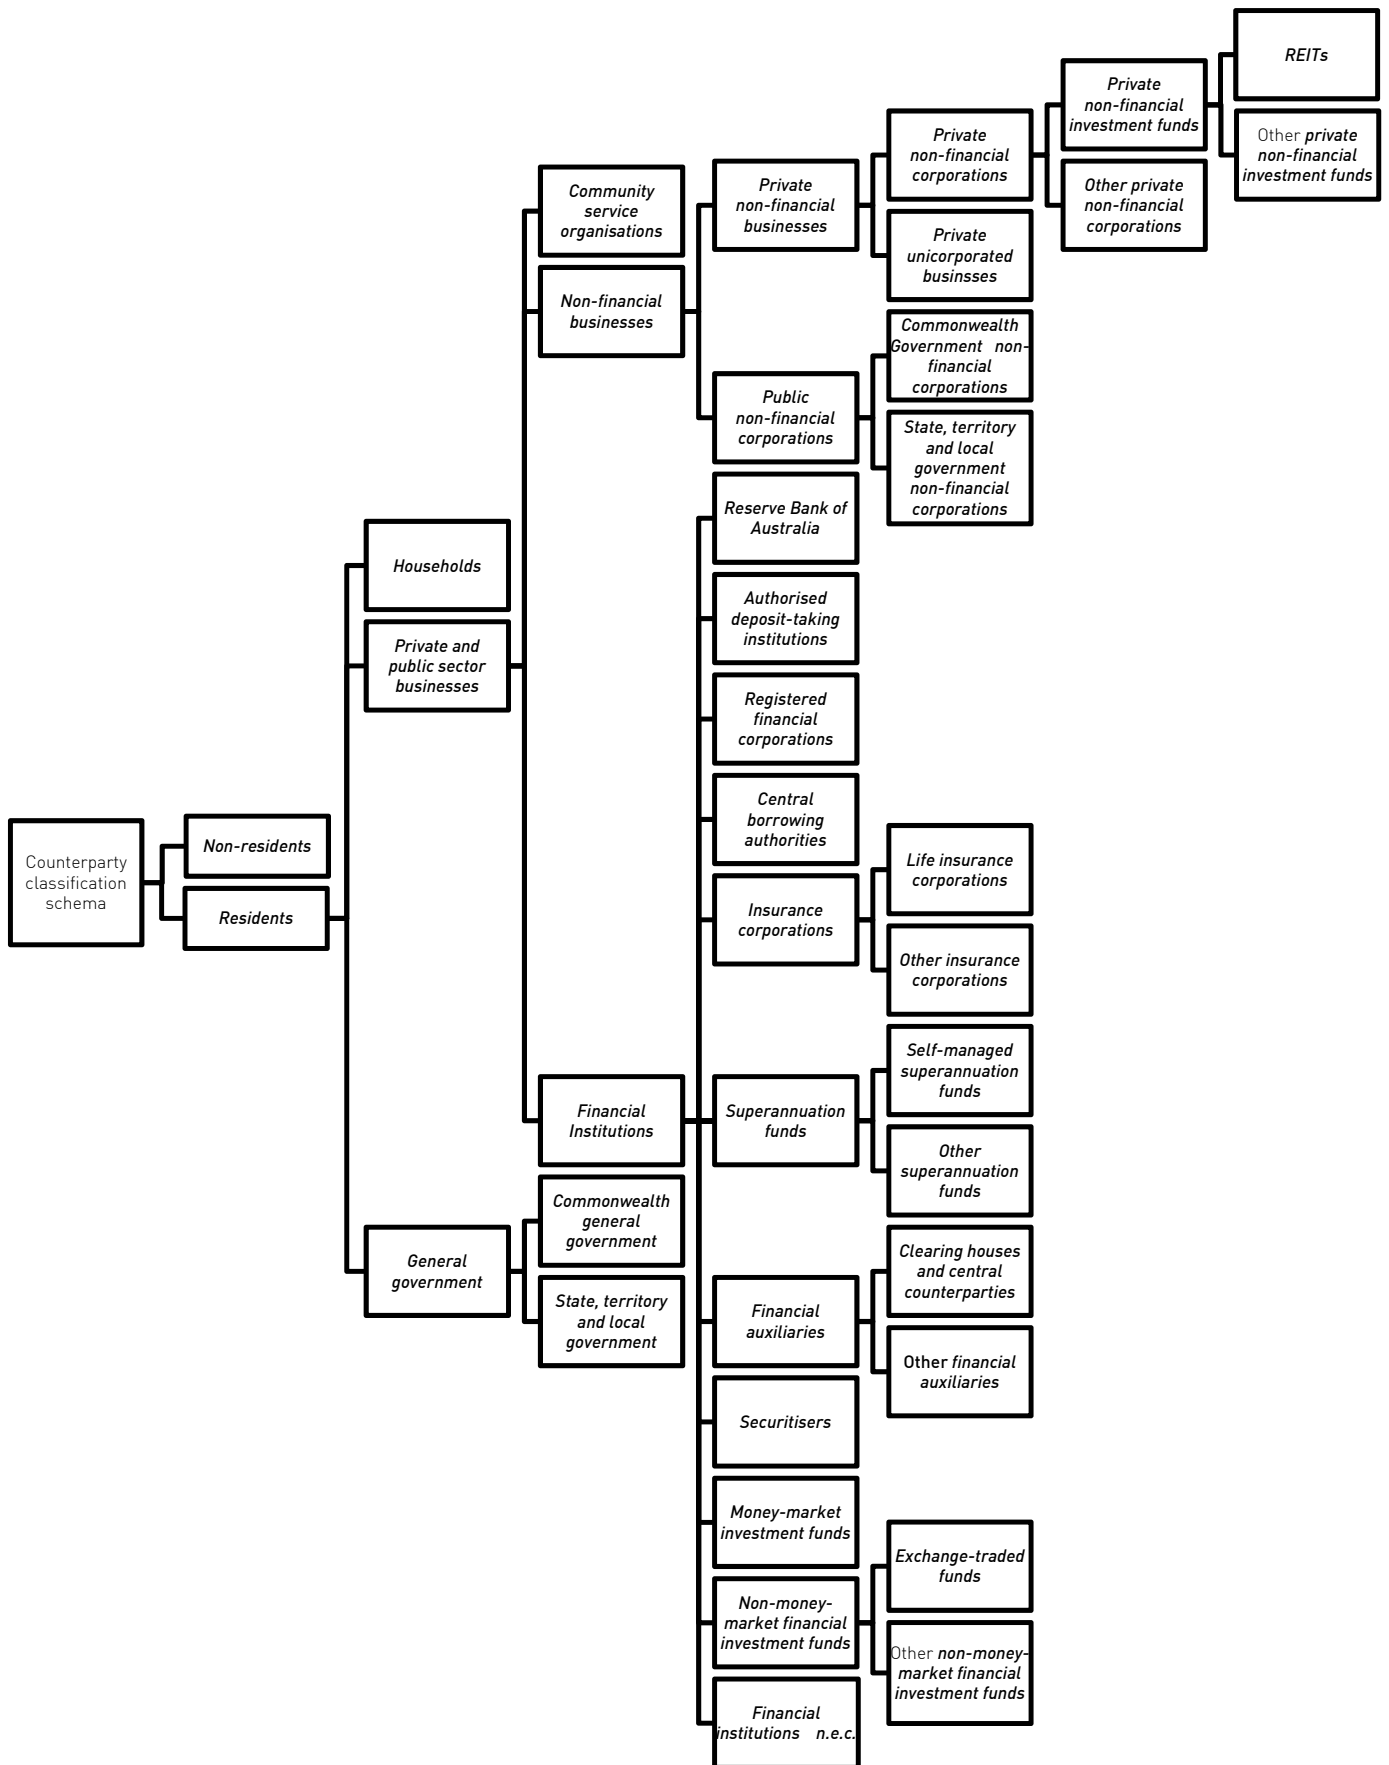 REITs
Private
non-financial
investment funds
Other private
non-financial
investment funds
Private
non-financial
corporations
Other private
non-financial
corporations
Community
service
organisations
Private
non-financial
businesses
Private
unicorporated
businsses
Non-financial
businesses
Commonwealth
Government non-
financial
corporations
Public
non-financial
corporations
State, territory
and local
government
non-financial
corporations
Reserve Bank of
Australia
Households
Authorised
deposit-taking
institutions
Private and
public sector
businesses
Registered
financial
corporations
Central
borrowing
authorities
Counterparty
classification
schema
Non-residents
Residents
Insurance
corporations
Life insurance
corporations
Other insurance
corporations
Self-managed
superannuation
funds
Financial
Institutions
Superannuation
funds
Other
superannuation
funds
Commonwealth
general
government
General
government
State, territory
and local
government
Clearing houses
and central
counterparties
Financial
auxiliaries
Other financial
auxiliaries
Securitisers
Money-market
investment funds
Exchange-traded
funds
Non-money-
market financial
investment funds
Other non-money-
market financial
investment funds
Financial
institutions n.e.c.